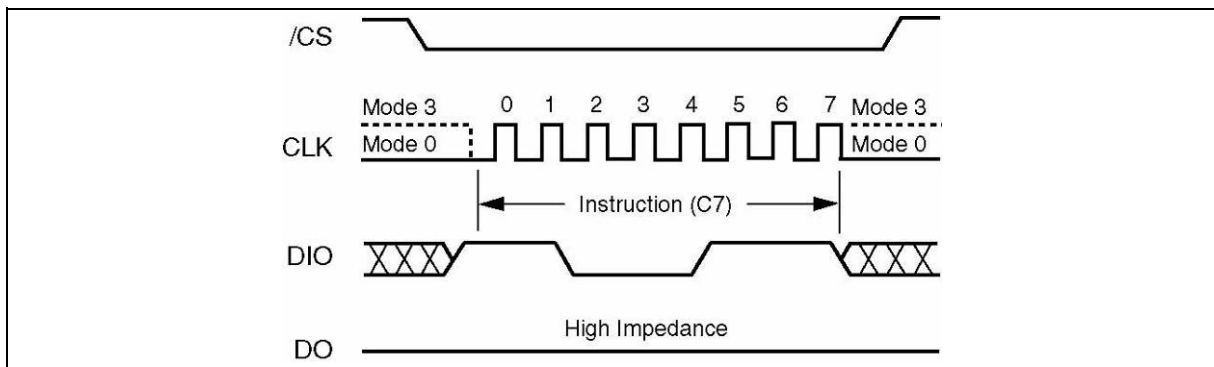 /CS
Mode 3 0 1 2 3 4 5 6 7 Mode 3
CLK Mode 0 Mode 0
Instruction (C7)
DIO
High Impedance
DO